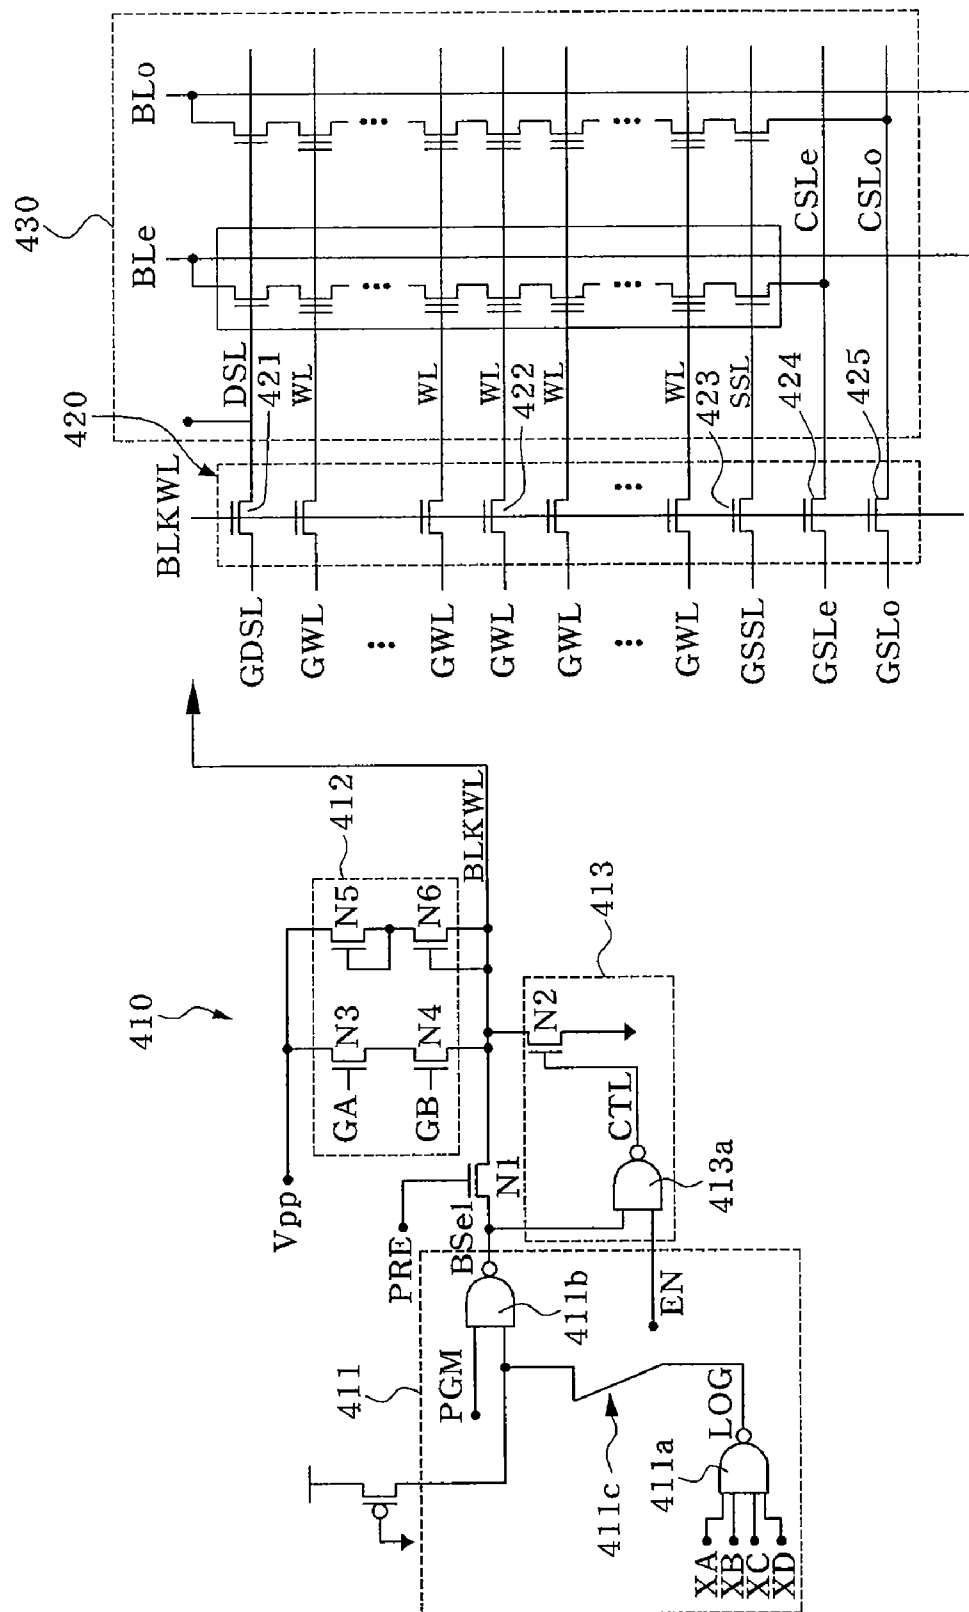 430
BLe
BLo
420
BLKWL
DSL
421
WL
WL
WL
422
WL
WL
423
SSL
424
425
CSLe
CSLo
GDSL
GWL
•••
GWL
GWL
GWL
•••
GWL
GSSL
GSLe
GSLo
410
412
Vpp
GA
N3
N5
GB
N4
N6
BLKWL
413
PRE
N1
N2
BSel
CTL
413a
EN
411
PGM
411b
411c
LOG
411a
XA
XB
XC
XD